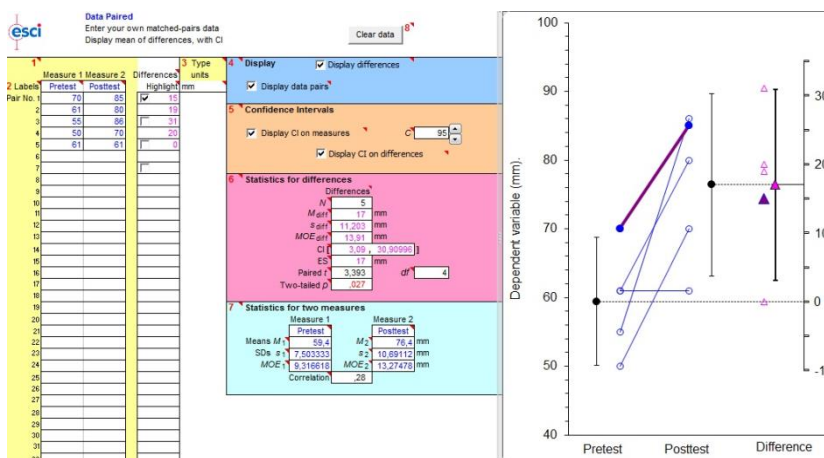 esci
Data Paired
Enter your own matched-pairs data
Display mean of differences, with CI
Clear data
8
1
Measure 1 Measure 2 Differences
3 Type units
2 Labels Pretest Posttest Highlight mm
Pair No. 1 70 85 15
2 61 80 19
3 55 86 31
4 50 70 20
5 61 61 0
6
7
8
9
10
11
12
13
14
15
16
17
18
19
20
21
22
23
24
25
26
27
28
29
30
31
4 Display
Display differences
Display data pairs
5 Confidence Intervals
Display CI on measures C 95
Display CI on differences
6 Statistics for differences
Differences
N 5
M diff 17 mm
s diff 11,203 mm
MOE diff 13,91 mm
CI [ 3,09 , 30,90996 ]
ES 17 mm
Paired t 3,393 df 4
Two-tailed p ,027
7 Statistics for two measures
Measure 1 Measure 2
Pretest Posttest
Means M1 59,4 M2 76,4 mm
SDs s1 7,503333 s2 10,69112 mm
MOE1 9,316618 MOE2 13,27478 mm
Correlation ,28
Dependent variable (mm).
100
90
80
70
60
50
40
30
20
10
0
-1
Pretest Posttest Difference